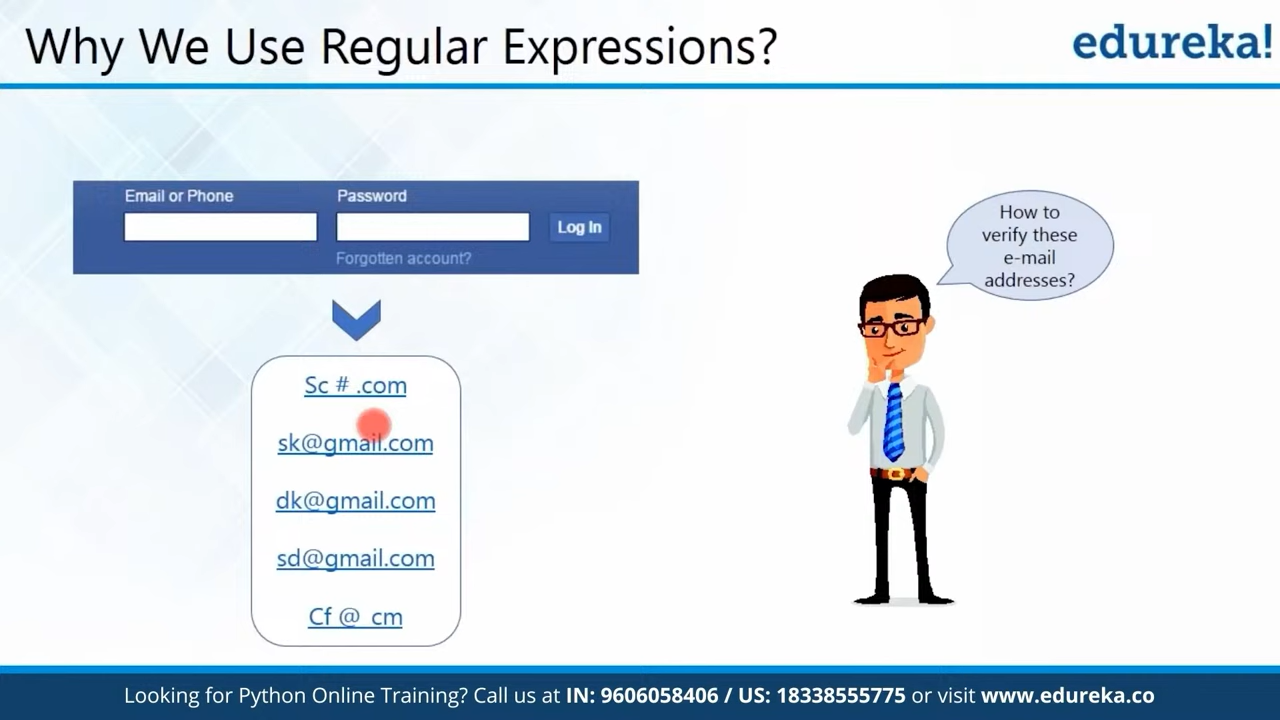 Why We Use Regular Expressions?
edureka!
Email or Phone
Password
Log In
Forgotten account?
How to
verify these
e-mail
addresses?
Sc # .com
sk@gmail.com
dk@gmail.com
sd@gmail.com
Cf @ cm
Looking for Python Online Training? Call us at IN: 9606058406 / US: 18338555775 or visit www.edureka.co